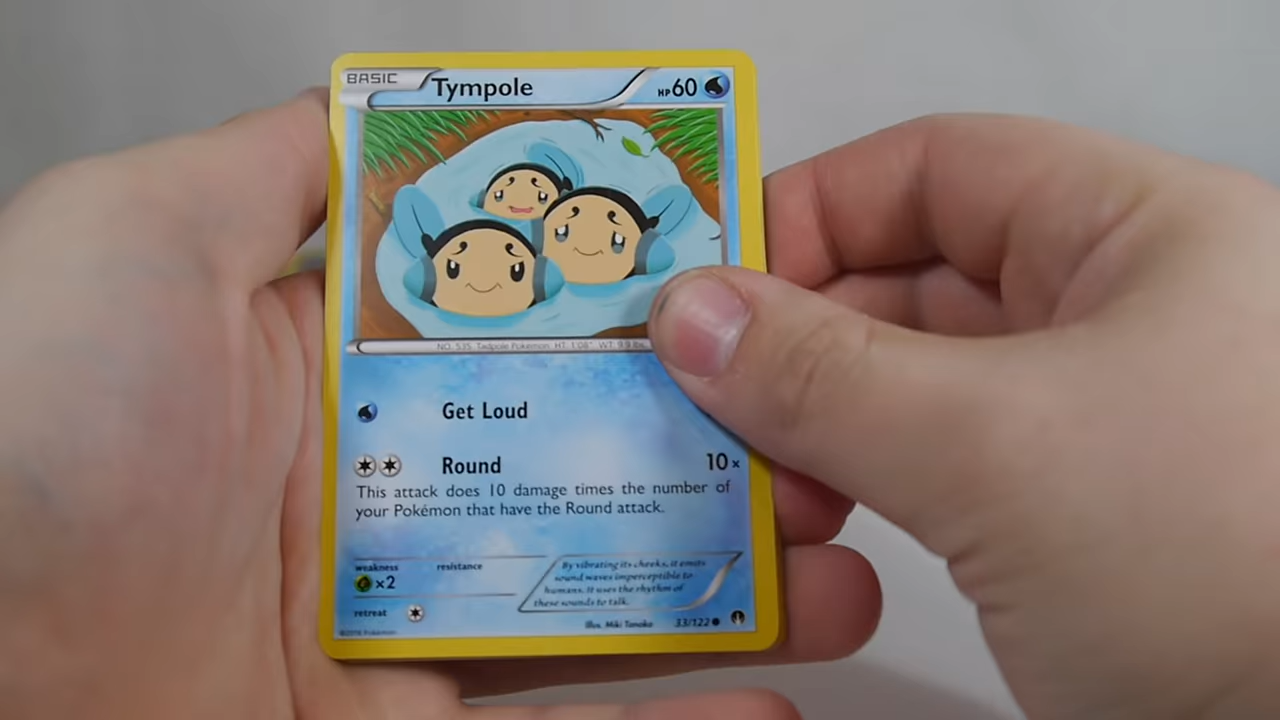 BASIC Tympole HP60
NO. 535 Tadpole Pokémon HT: 1'08" WT: 9.9 lbs.
Get Loud
Round 10×
This attack does 10 damage times the number of
your Pokémon that have the Round attack.
weakness resistance
×2
By vibrating its cheeks, it emits
sound waves imperceptible to
humans. It uses the rhythm of
these sounds to talk.
retreat
Illus. Miki Tanaka 33/122
©2016 Pokémon